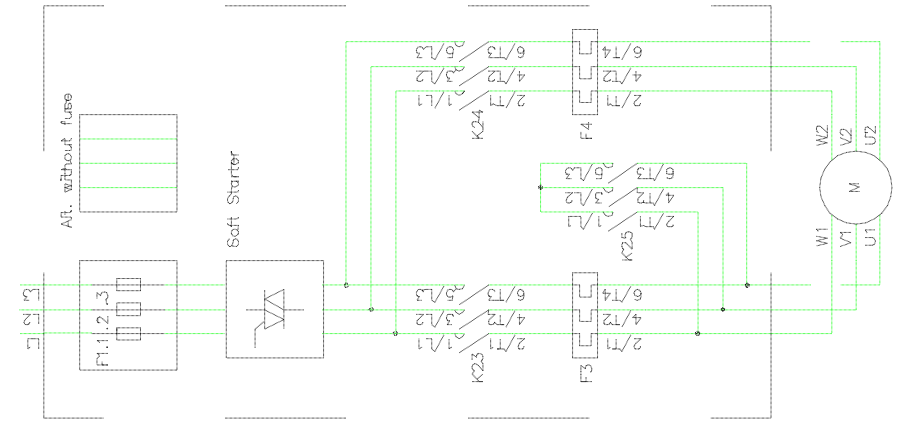 5/L3 6/T3 6/T4
3/L2 4/T2 4/T2
1/L1 2/T1 2/T1
K24
F4
Alt. without fuse
Saft Starter
W2
V2
U2
M
5/L3 6/T3
3/L2 4/T2
1/L1 2/T1
K25
W1
V1
U1
L3
L2
L1
F1.1.2.3
5/L3 6/T3 6/T4
3/L2 4/T2 4/T2
1/L1 2/T1 2/T1
K23
F3